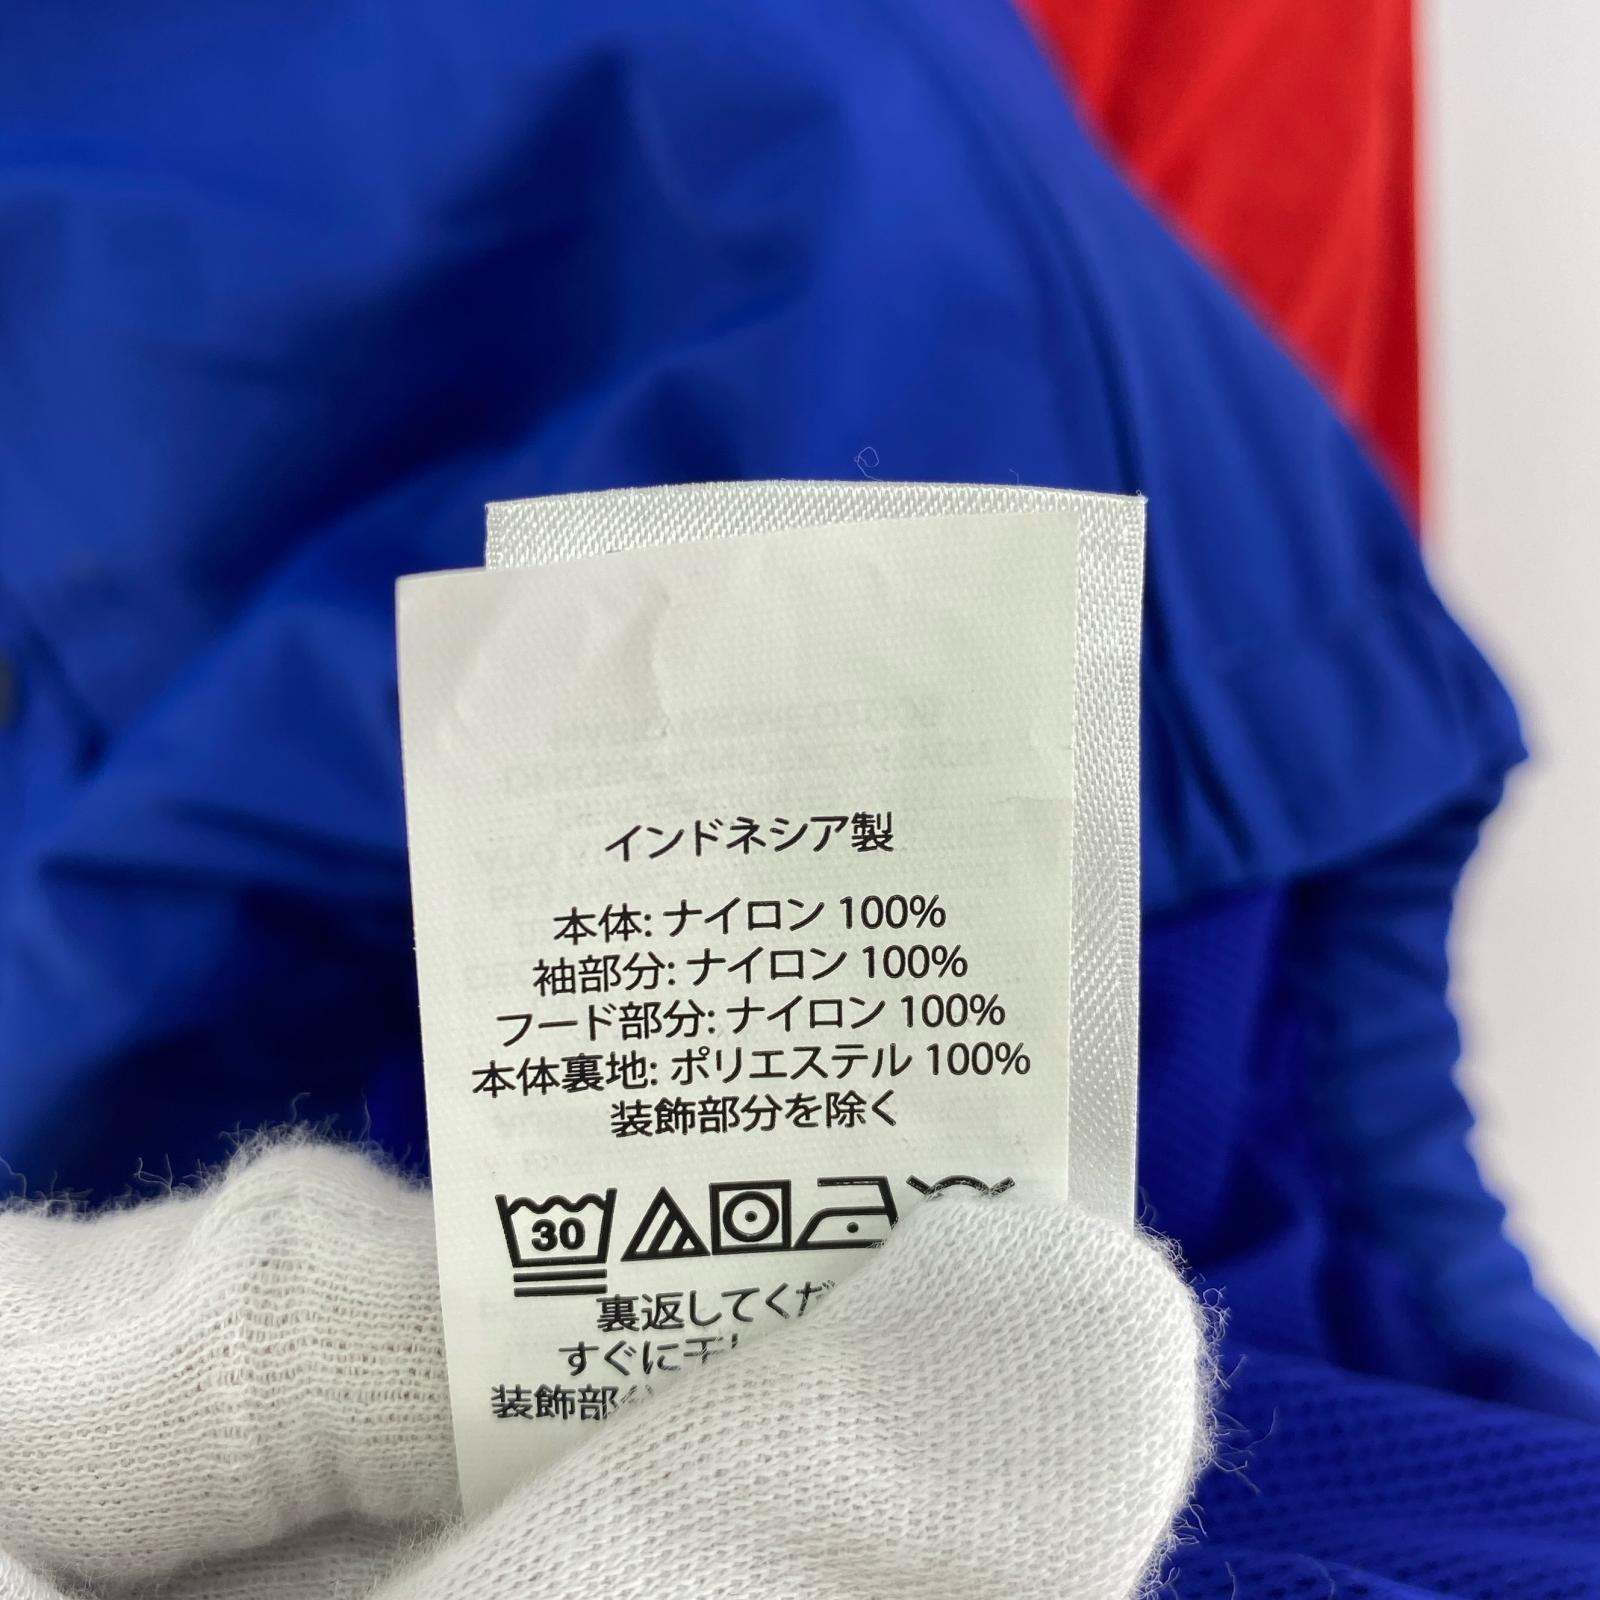 インドネシア製
本体: ナイロン 100%
袖部分: ナイロン 100%
フード部分: ナイロン 100%
本体裏地: ポリエステル 100%
装飾部分を除く
30
裏返してくだ
すぐに干
装飾部